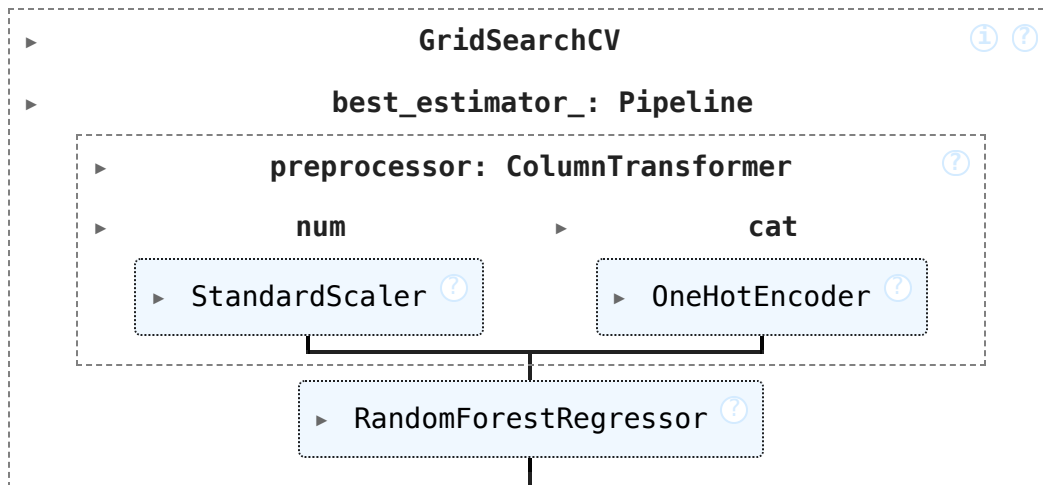 ▸ GridSearchCV i ?
▸ best_estimator_: Pipeline
▸ preprocessor: ColumnTransformer ?
▸ num ▸ cat
▸ StandardScaler ? ▸ OneHotEncoder ?
▸ RandomForestRegressor ?